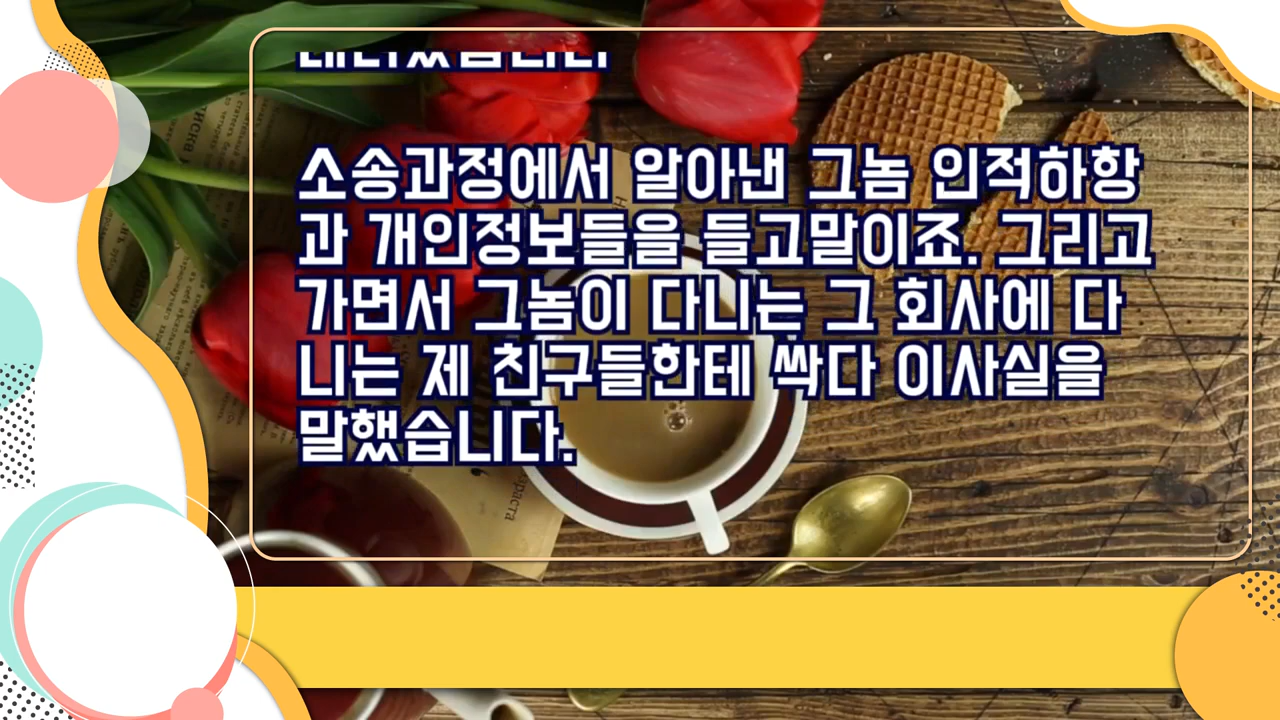 소송과정에서 알아낸 그놈 인적하항
과 개인정보들을 들고말이죠. 그리고
가면서 그놈이 다니는 그 회사에 다
니는 제 친구들한테 싹다 이사실을
말했습니다.